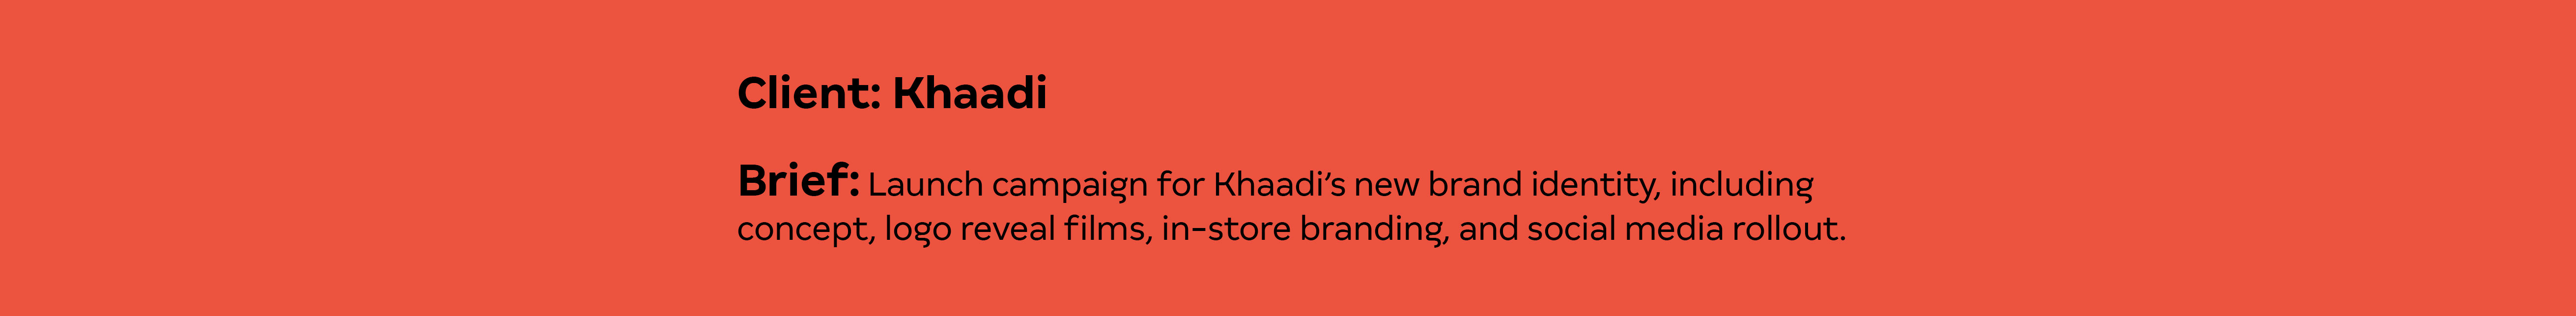 Client: Khaadi
Brief: Launch campaign for Khaadi’s new brand identity, including
concept, logo reveal films, in-store branding, and social media rollout.